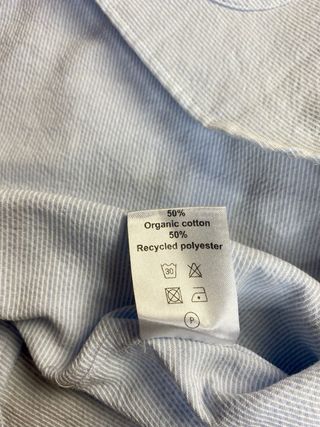 50%
Organic cotton
50%
Recycled polyester
30
P